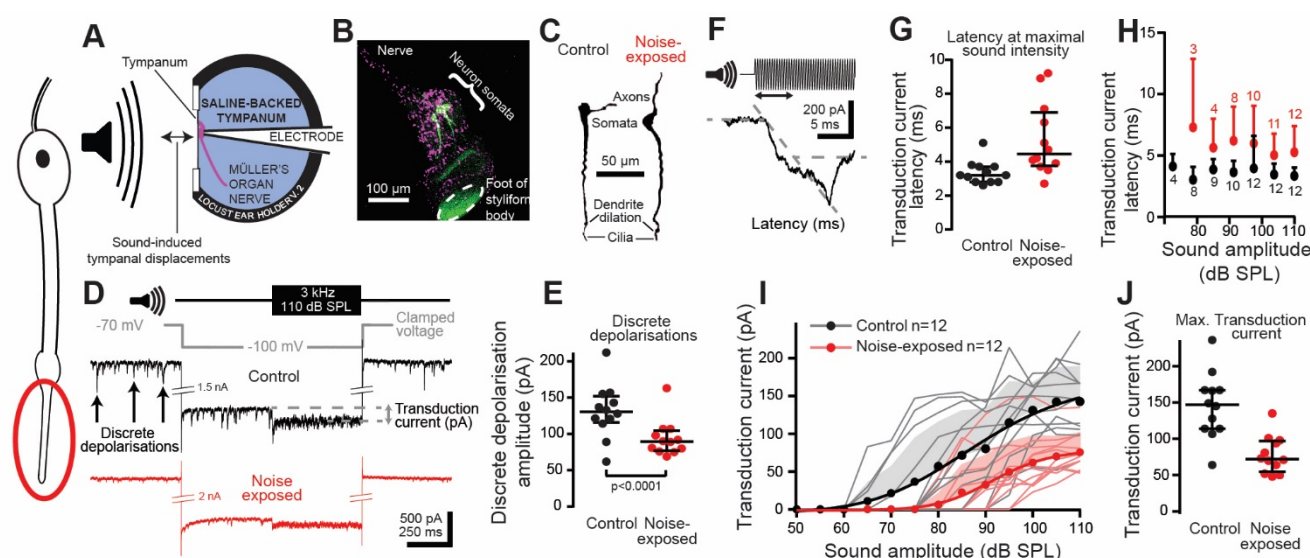 A
Tympanum
SALINE-BACKED
TYMPANUM
ELECTRODE
MÜLLER'S
ORGAN
NERVE
LOCUST EAR HOLDER V. 2
Sound-induced
tympanal displacements
B
Nerve
Neuron somata
100 µm
Foot of
styliform
body
C
Control
Noise-
exposed
Axons
Somata
50 µm
Dendrite
dilation
Cilia
D
3 kHz
110 dB SPL
-70 mV
Clamped
voltage
-100 mV
Control
1.5 nA
Discrete
depolarisations
Transduction
current (pA)
Noise
exposed
2 nA
500 pA
250 ms
E
Discrete
depolarisations
Discrete depolarisation
amplitude (pA)
200
150
100
50
0
p<0.0001
Control
Noise-
exposed
F
200 pA
5 ms
Latency (ms)
G
Latency at maximal
sound intensity
Transduction current
latency (ms)
10
8
6
4
2
0
Control
Noise-
exposed
H
Transduction current
latency (ms)
15
10
5
0
3
4
8
10
11
12
4
8
9
10
12
12
12
80
90
100
110
Sound amplitude
(dB SPL)
I
Transduction current (pA)
250
200
150
100
50
0
Control n=12
Noise-exposed n=12
50
60
70
80
90
100
110
Sound amplitude (dB SPL)
J
Max. Transduction
current
Transduction current (pA)
250
200
150
100
50
0
Control
Noise
exposed